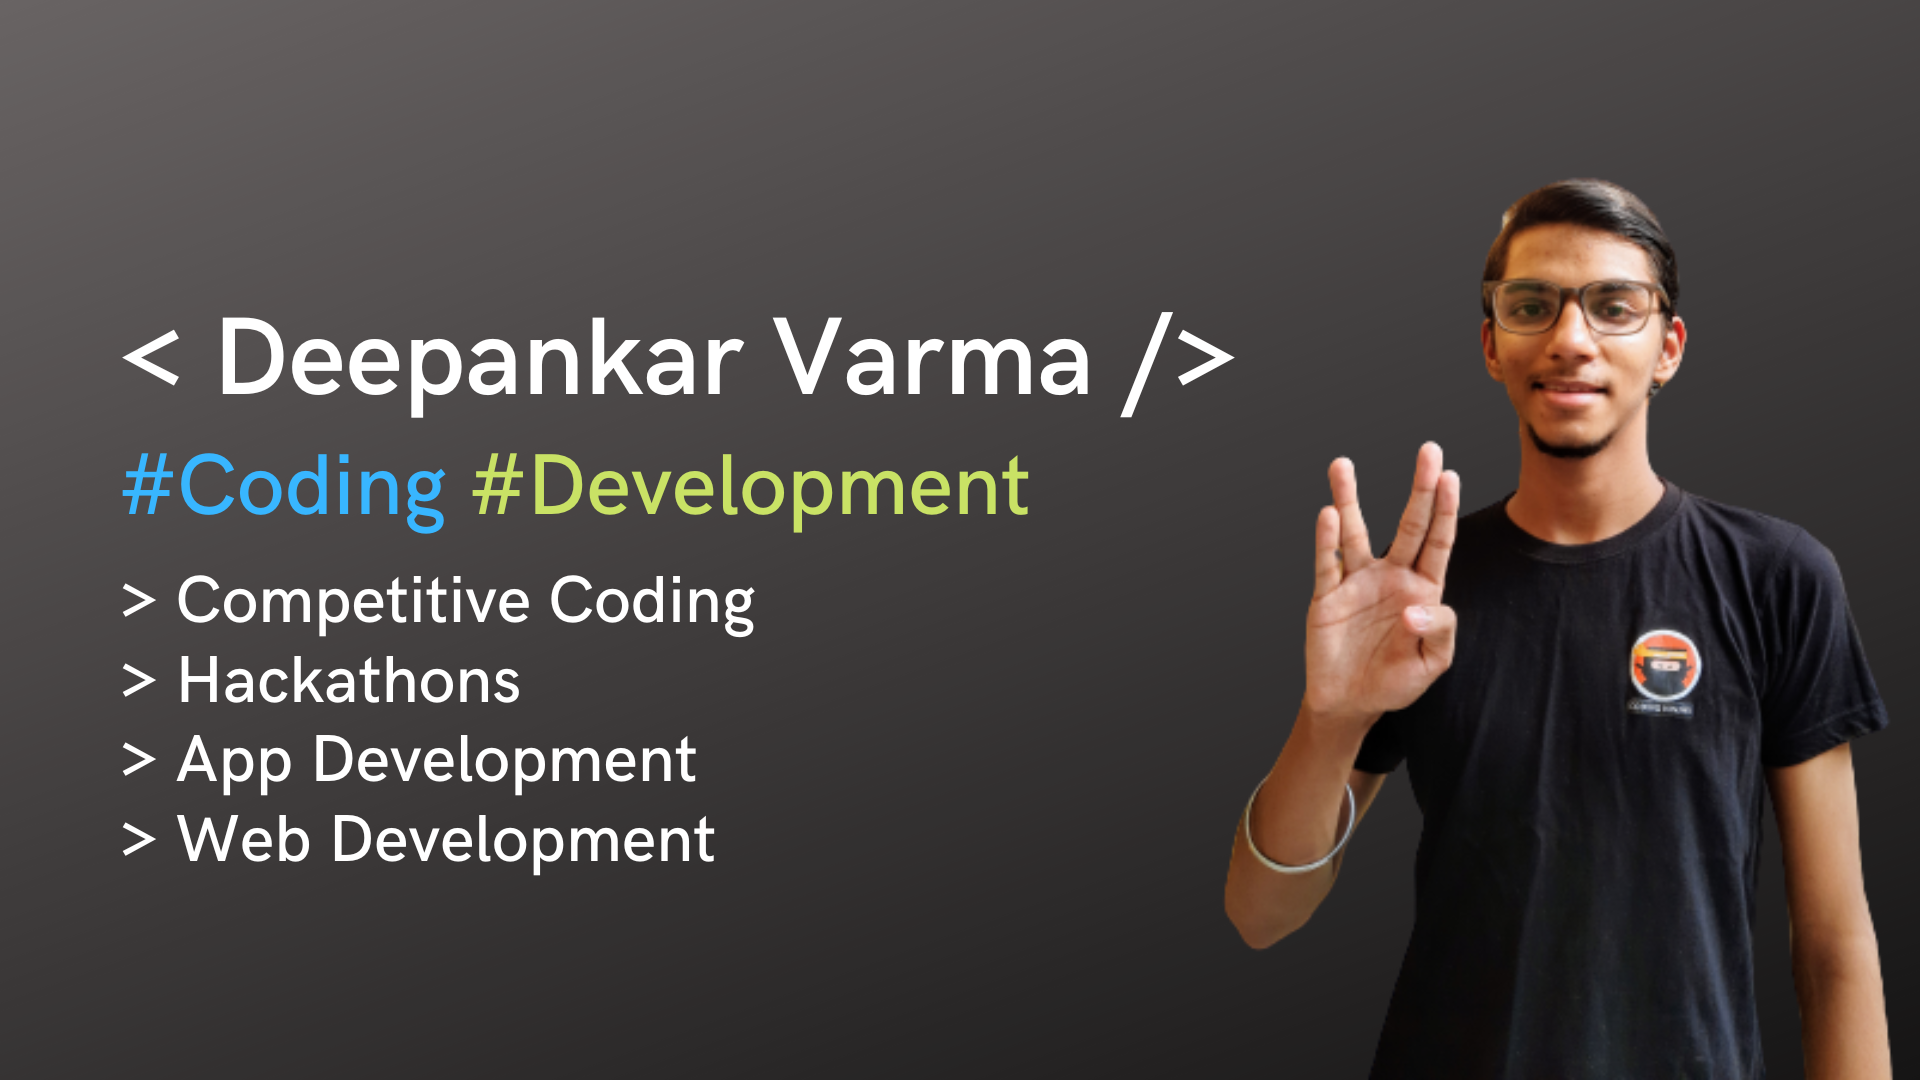 < Deepankar Varma />
#Coding #Development
> Competitive Coding
> Hackathons
> App Development
> Web Development